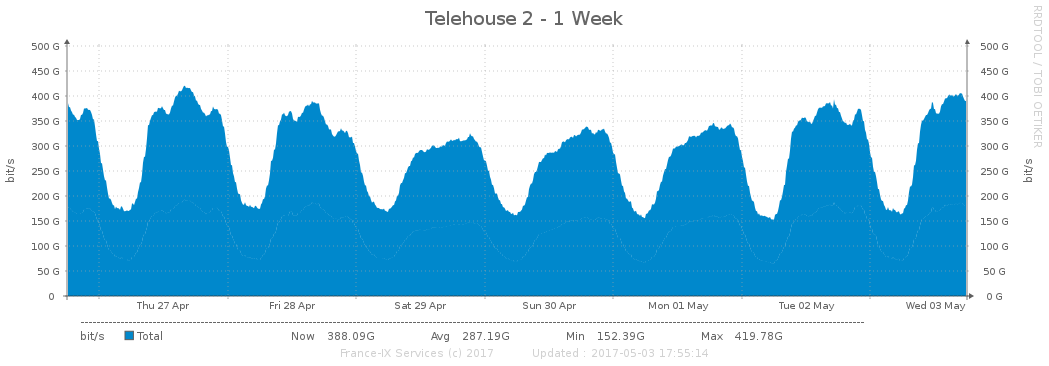 Telehouse 2 - 1 Week
RRDTOOL / TOBI OETIKER
500 G 500 G
450 G 450 G
400 G 400 G
350 G 350 G
300 G 300 G
250 G 250 G
200 G 200 G
150 G 150 G
100 G 100 G
50 G 50 G
0 0 G
bit/s bit/s
Thu 27 Apr Fri 28 Apr Sat 29 Apr Sun 30 Apr Mon 01 May Tue 02 May Wed 03 May
bit/s Total Now 388.09G Avg 287.19G Min 152.39G Max 419.78G
France-IX Services (c) 2017 Updated : 2017-05-03 17:55:14